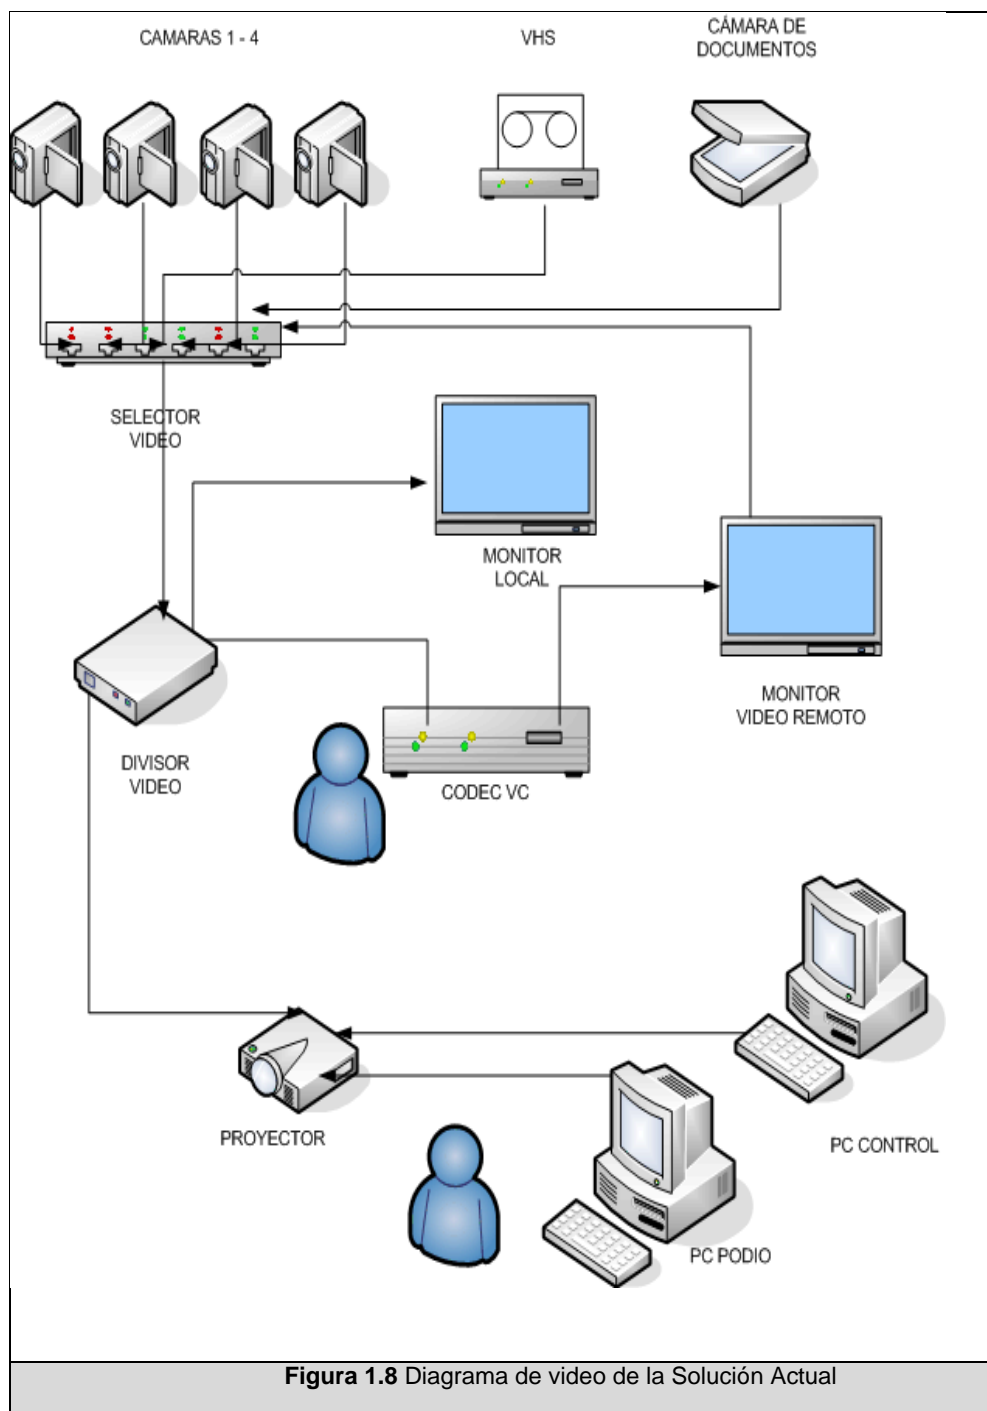 CAMARAS 1 - 4
VHS
CÁMARA DE
DOCUMENTOS
SELECTOR
VIDEO
MONITOR
LOCAL
MONITOR
VIDEO REMOTO
DIVISOR
VIDEO
CODEC VC
PROYECTOR
PC CONTROL
PC PODIO
Figura 1.8 Diagrama de video de la Solución Actual